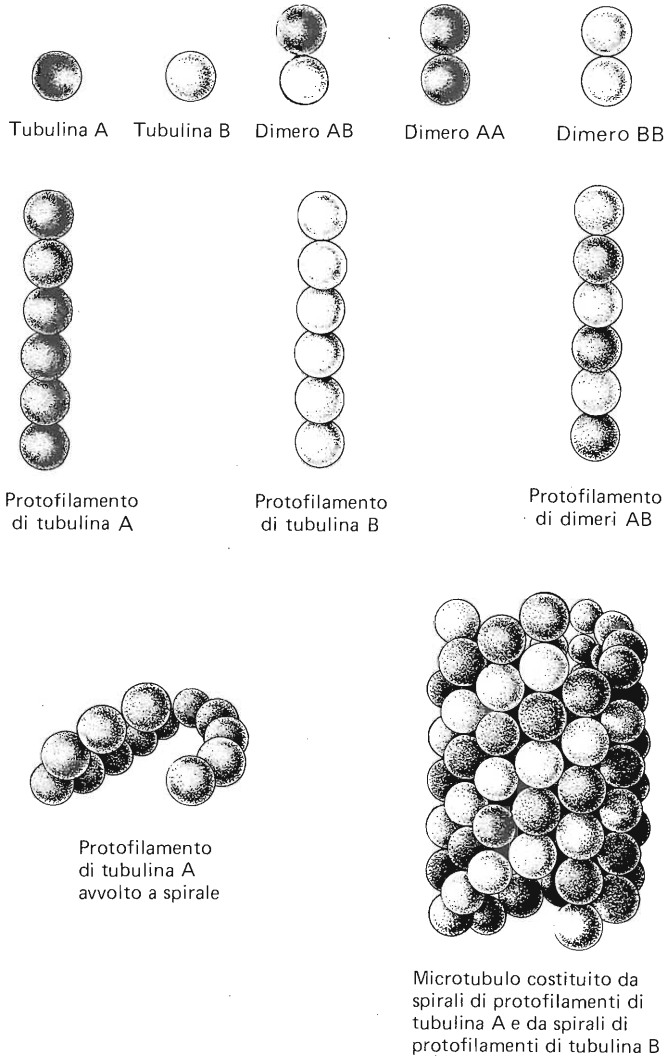 Tubulina A
Tubulina B
Dimero AB
Dimero AA
Dimero BB
Protofilamento
di tubulina A
Protofilamento
di tubulina B
Protofilamento
di dimeri AB
Protofilamento
di tubulina A
avvolto a spirale
Microtubulo costituito da
spirali di protofilamenti di
tubulina A e da spirali di
protofilamenti di tubulina B